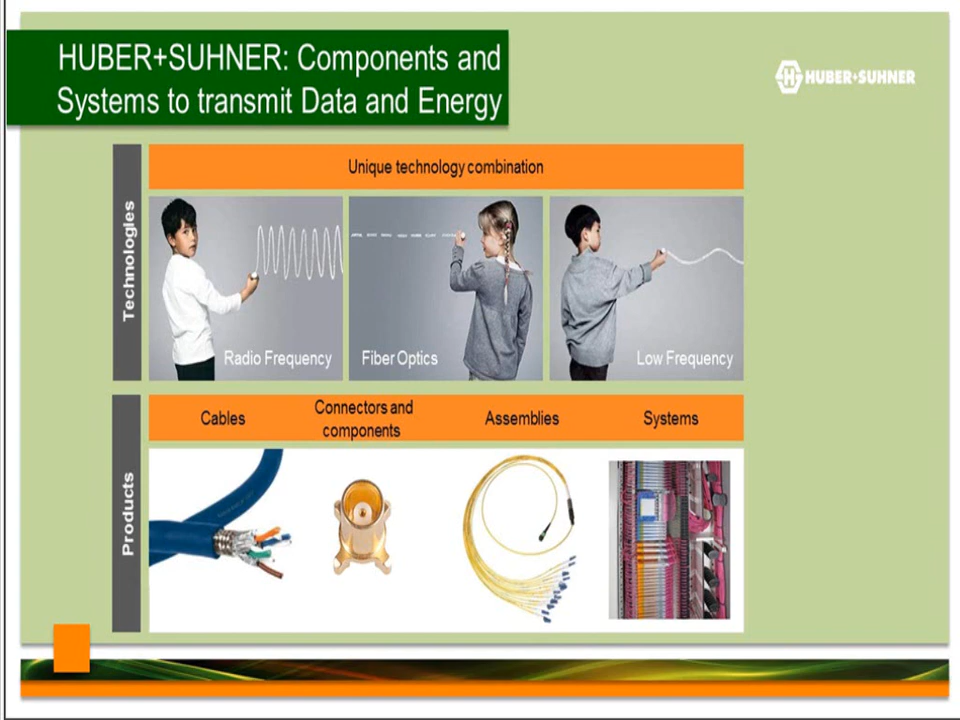 HUBER+SUHNER: Components and
Systems to transmit Data and Energy
HUBER+SUHNER
Technologies
Unique technology combination
Radio Frequency
Fiber Optics
Low Frequency
Products
Cables
Connectors and
components
Assemblies
Systems